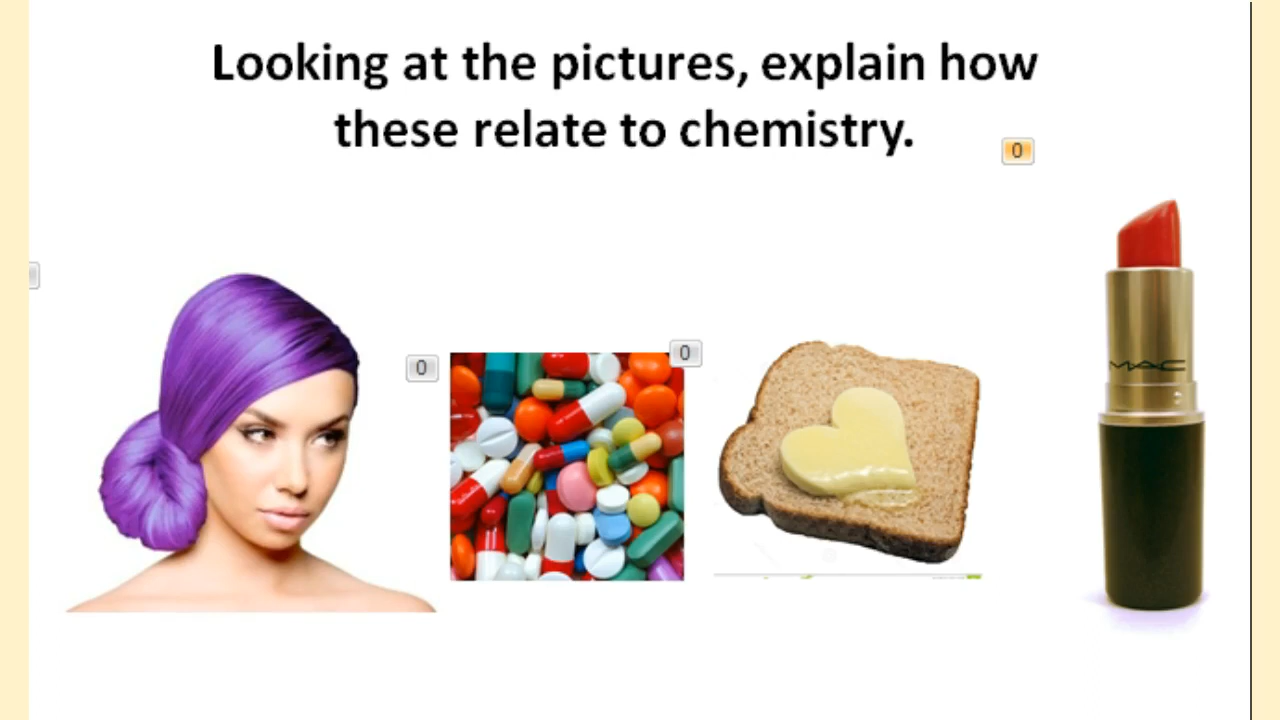 Looking at the pictures, explain how
these relate to chemistry.
0
0
0
MAC